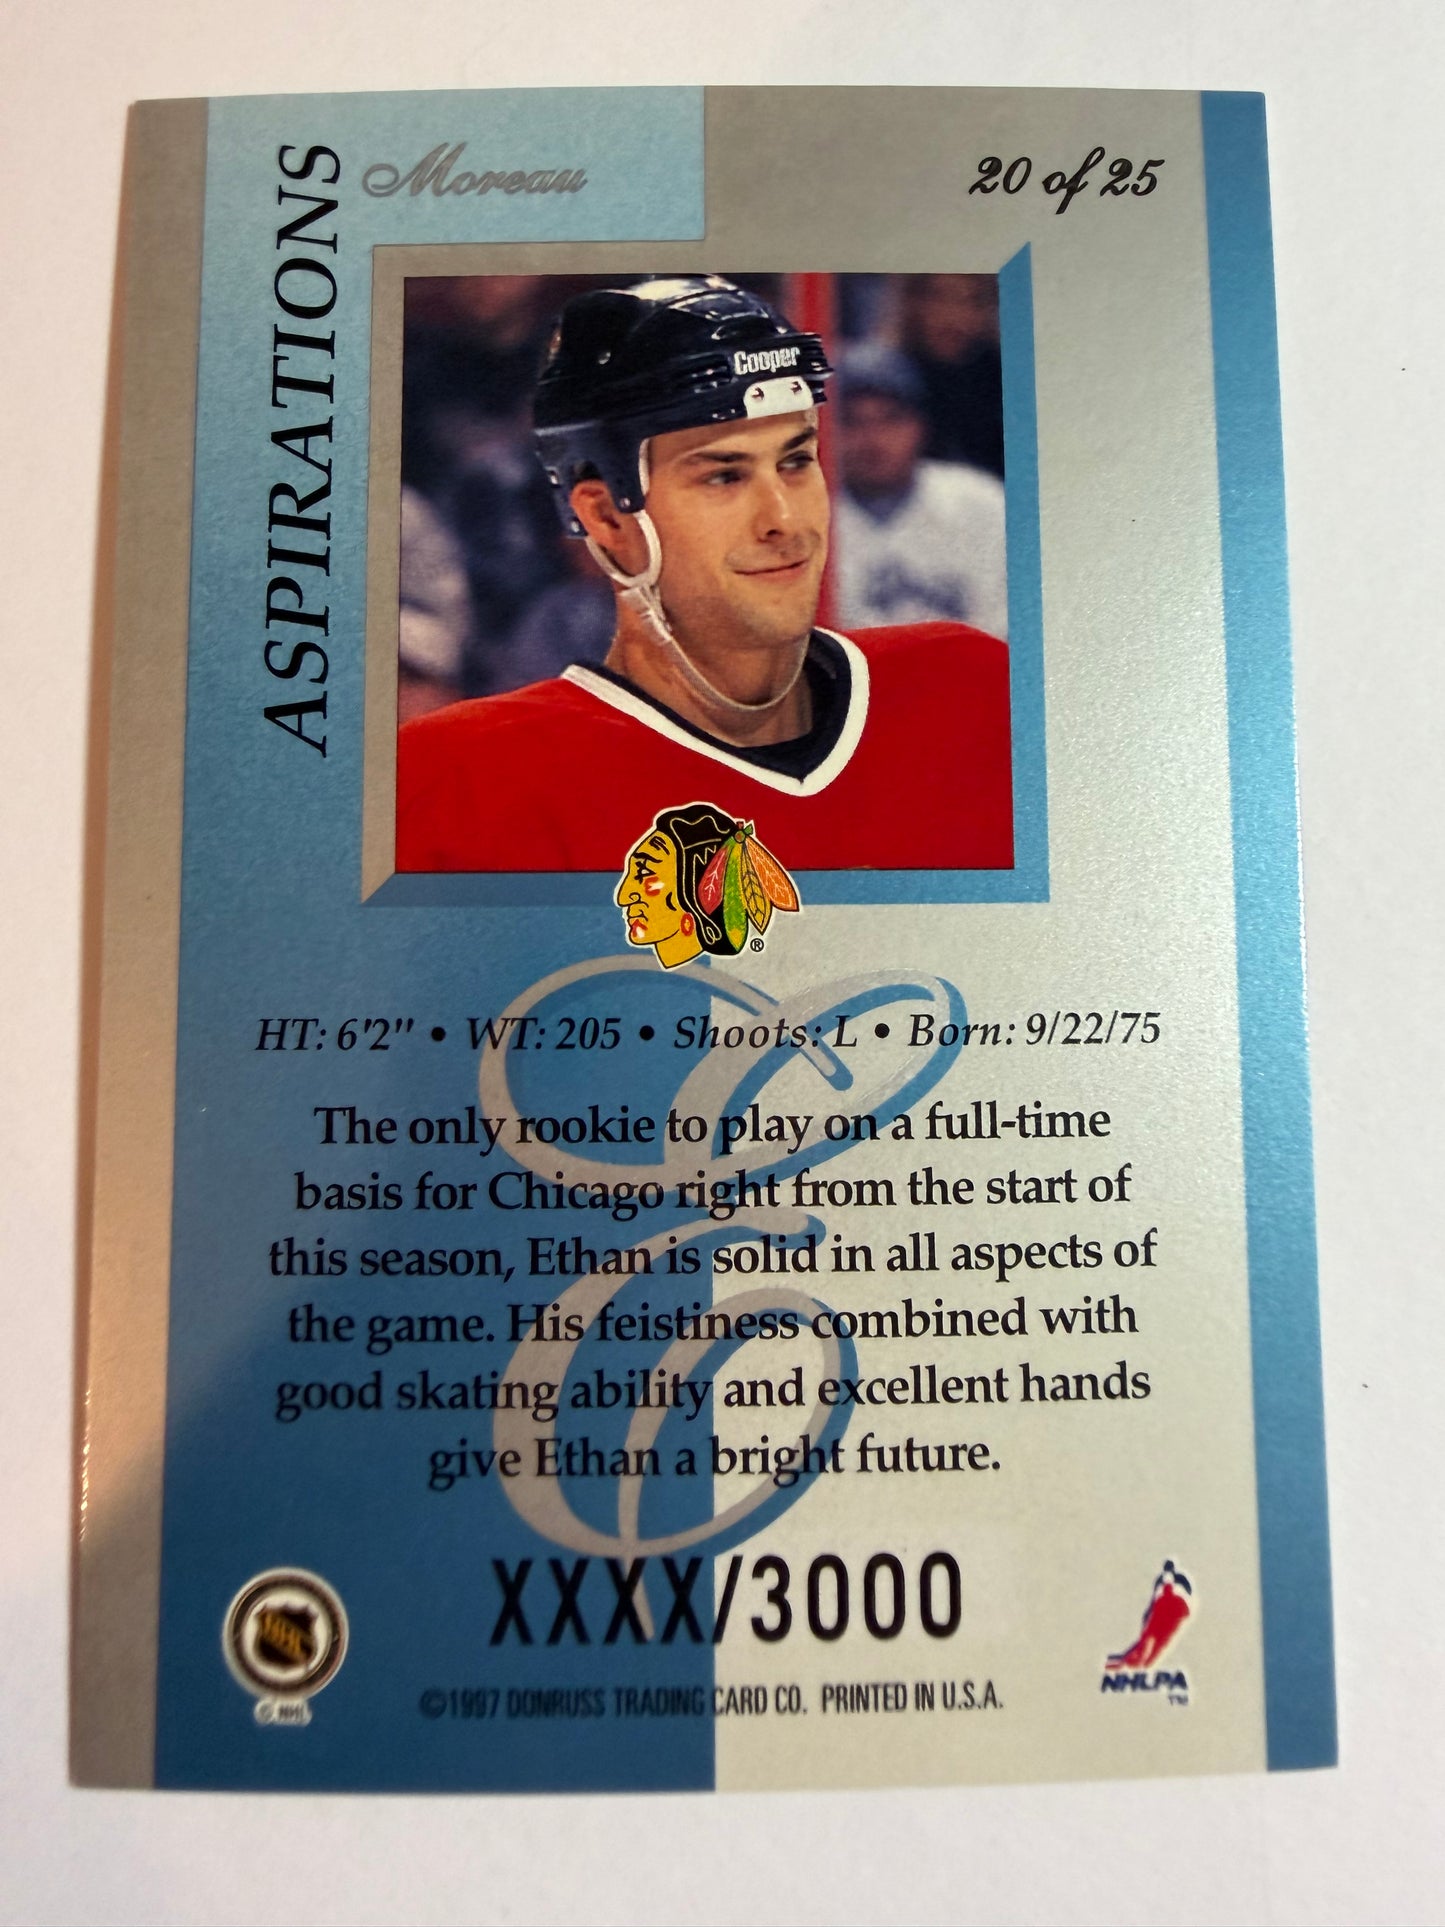 Moreau
20 of 25
ASPIRATIONS
Cooper
®
HT: 6'2" • WT: 205 • Shoots: L • Born: 9/22/75
The only rookie to play on a full-time
basis for Chicago right from the start of
this season, Ethan is solid in all aspects of
the game. His feistiness combined with
good skating ability and excellent hands
give Ethan a bright future.
XXXX/3000
NHL
© NHL
NHLPA
TM
©1997 DONRUSS TRADING CARD CO. PRINTED IN U.S.A.